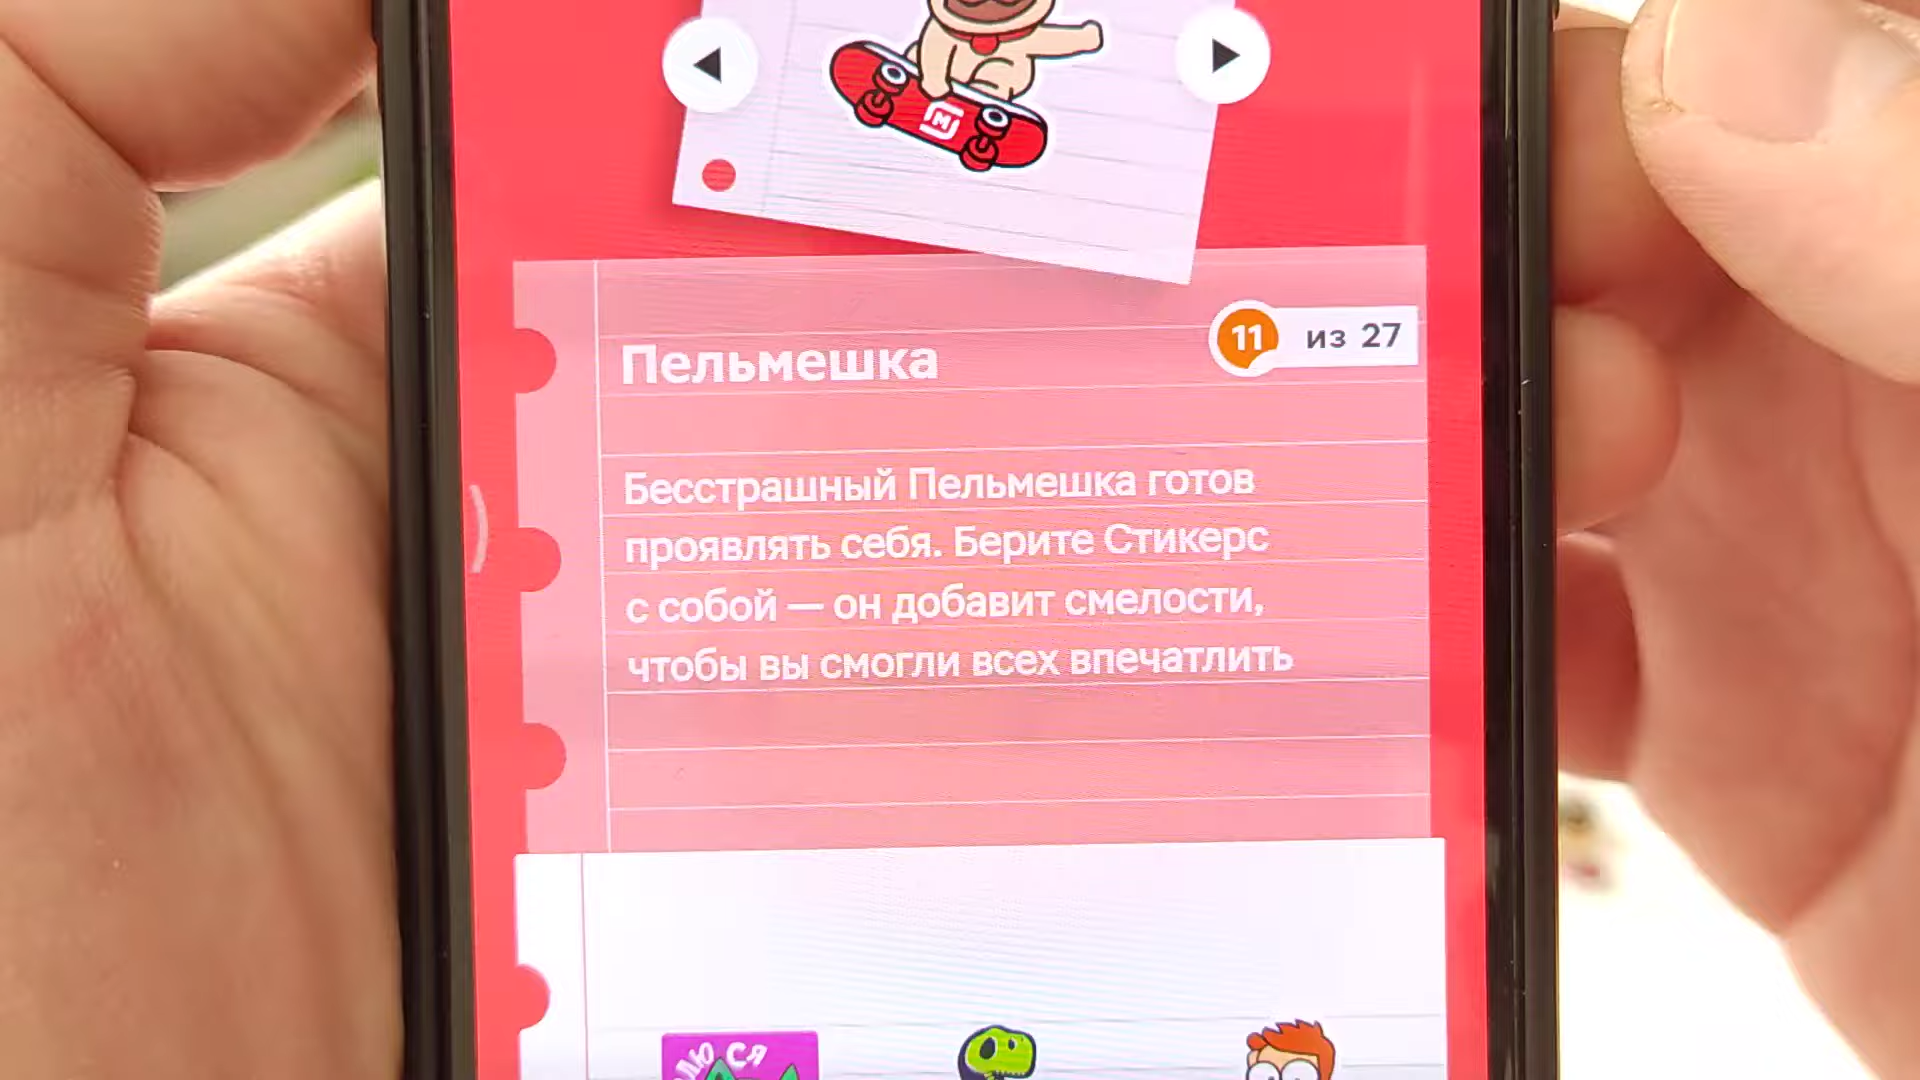 М
Пельмешка
11 из 27
Бесстрашный Пельмешка готов
проявлять себя. Берите Стикерс
с собой — он добавит смелости,
чтобы вы смогли всех впечатлить
СЯ